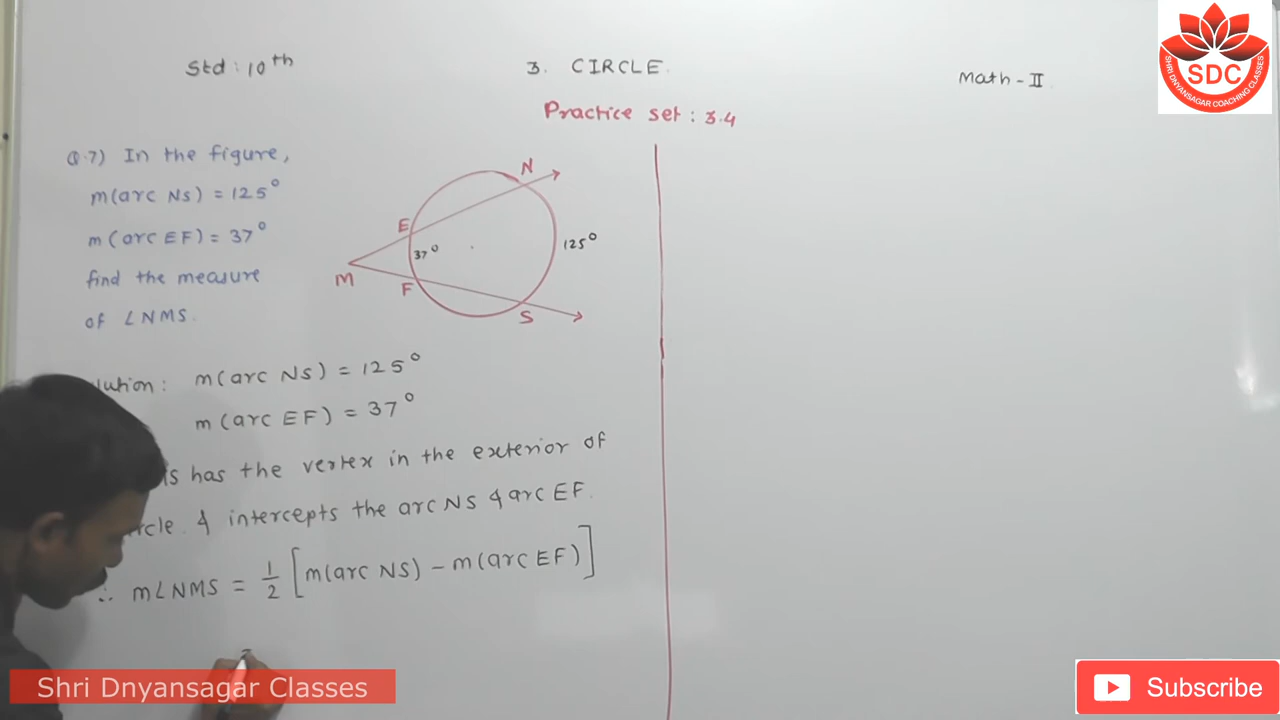 Std : 10th
3. CIRCLE.
Math - II
Practice set : 3.4
SHRI DNYANSAGAR COACHING CLASSES
SDC
Q.7) In the figure,
m(arc NS) = 125°
m(arc EF) = 37°
find the measure
of ∠NMS.
N
E
37°
125°
M
F
S
lution : m(arc NS) = 125°
m(arc EF) = 37°
s has the vertex in the exterior of
rcle & intercepts the arc NS & arc EF.
∴ m∠NMS = 1/2 [m(arc NS) - m(arc EF)]
Shri Dnyansagar Classes
Subscribe